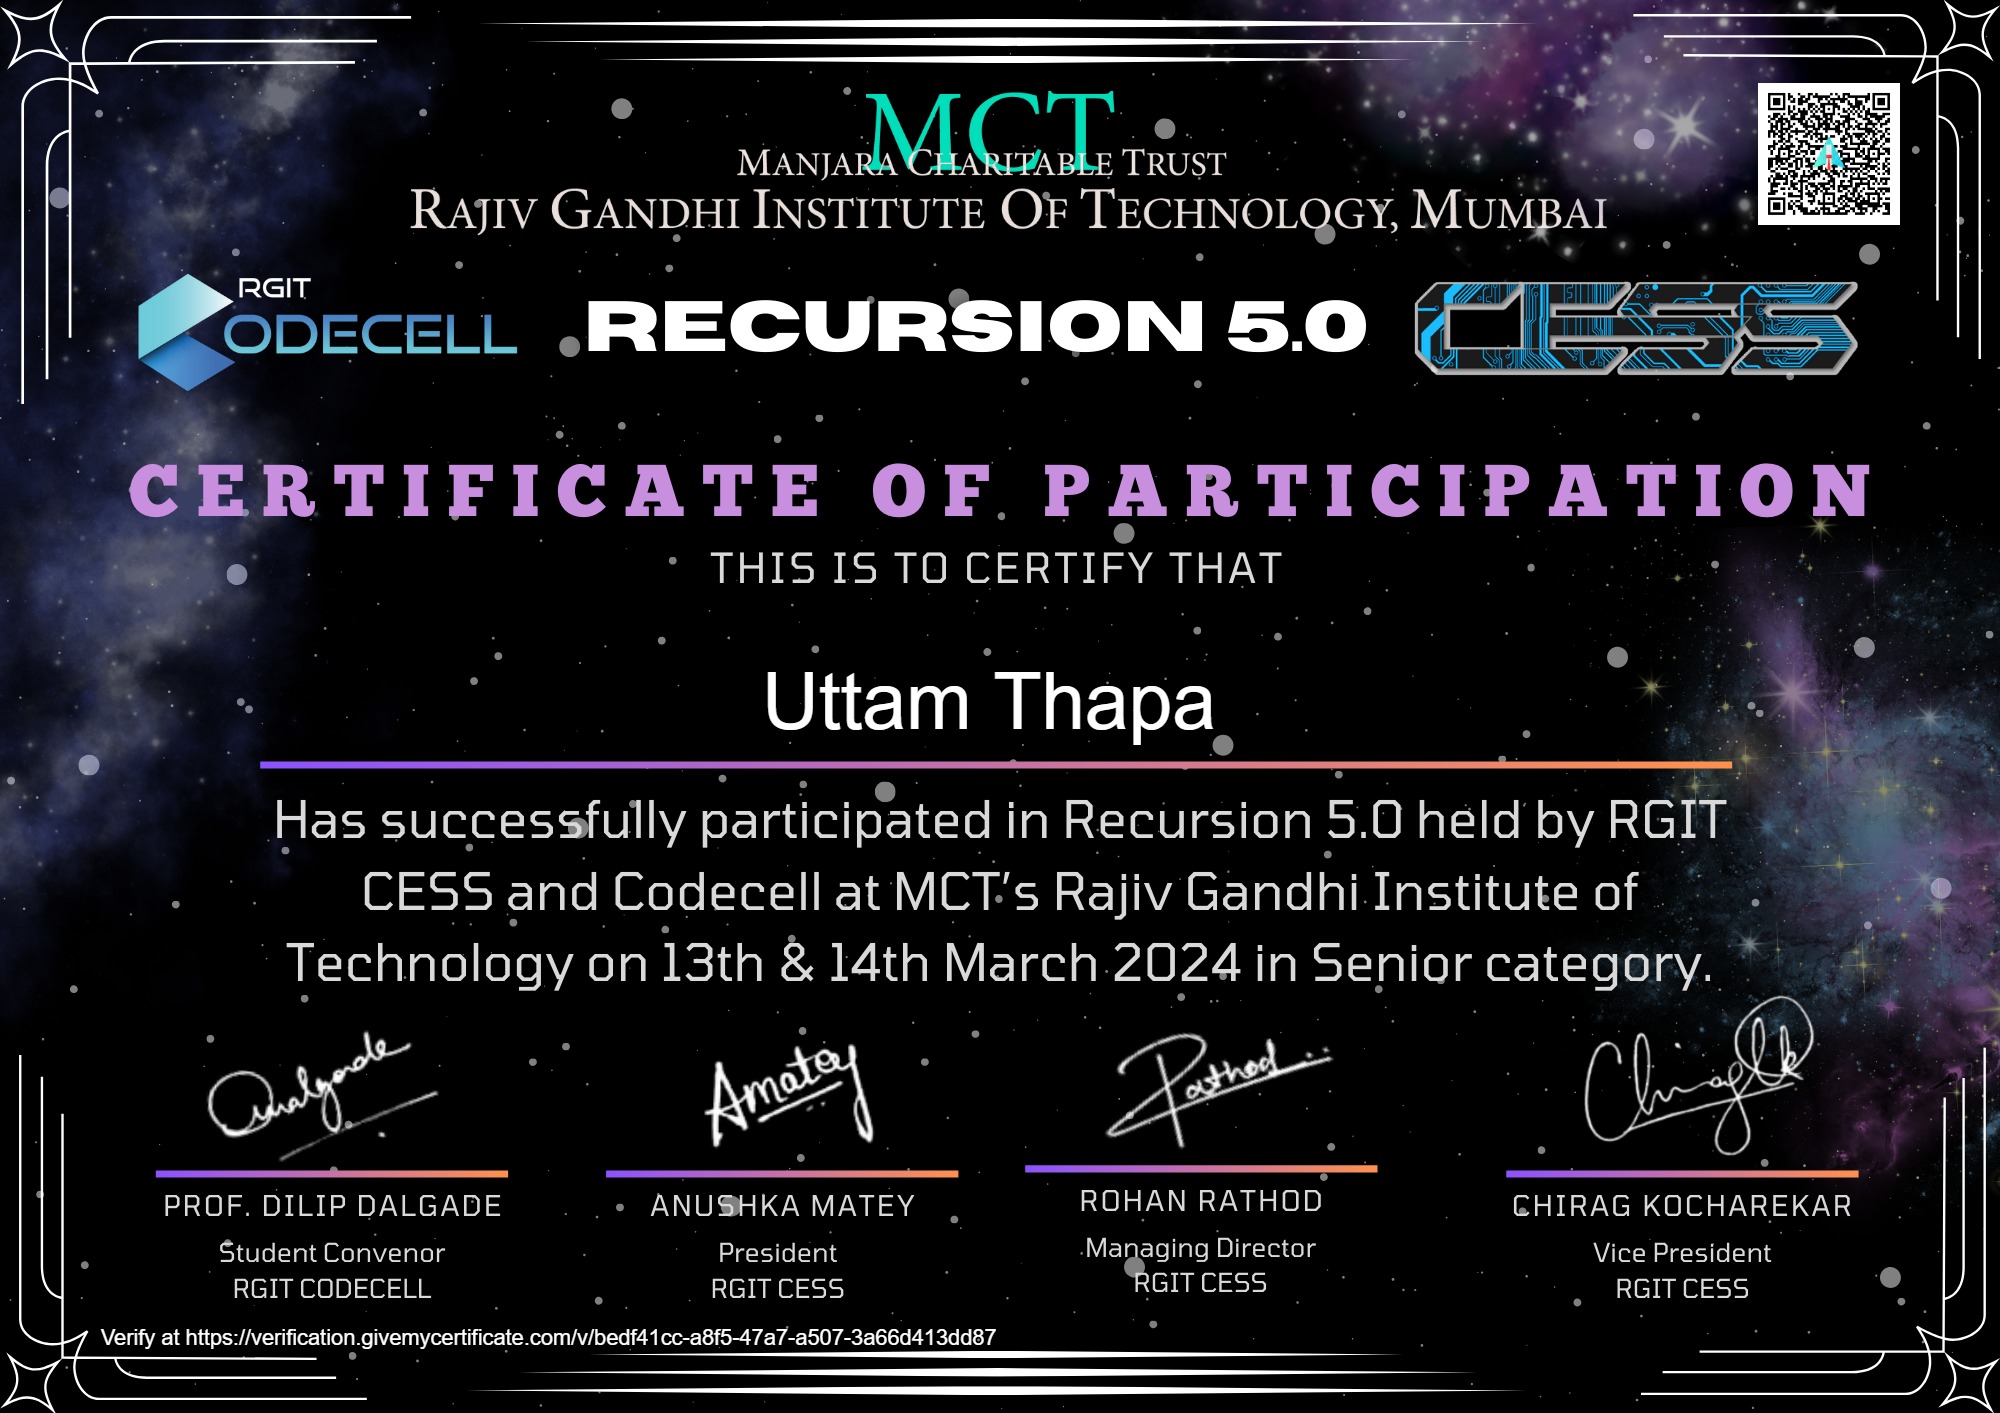 MCT
MANJARA CHARITABLE TRUST
RAJIV GANDHI INSTITUTE OF TECHNOLOGY, MUMBAI
RGIT
CODECELL
RECURSION 5.0
CESS
CERTIFICATE OF PARTICIPATION
THIS IS TO CERTIFY THAT
Uttam Thapa
Has successfully participated in Recursion 5.0 held by RGIT
CESS and Codecell at MCT's Rajiv Gandhi Institute of
Technology on 13th & 14th March 2024 in Senior category.
Dalgade
Amatey
Rathod
ChiragKk
PROF. DILIP DALGADE
Student Convenor
RGIT CODECELL
ANUSHKA MATEY
President
RGIT CESS
ROHAN RATHOD
Managing Director
RGIT CESS
CHIRAG KOCHAREKAR
Vice President
RGIT CESS
Verify at https://verification.givemycertificate.com/v/bedf41cc-a8f5-47a7-a507-3a66d413dd87